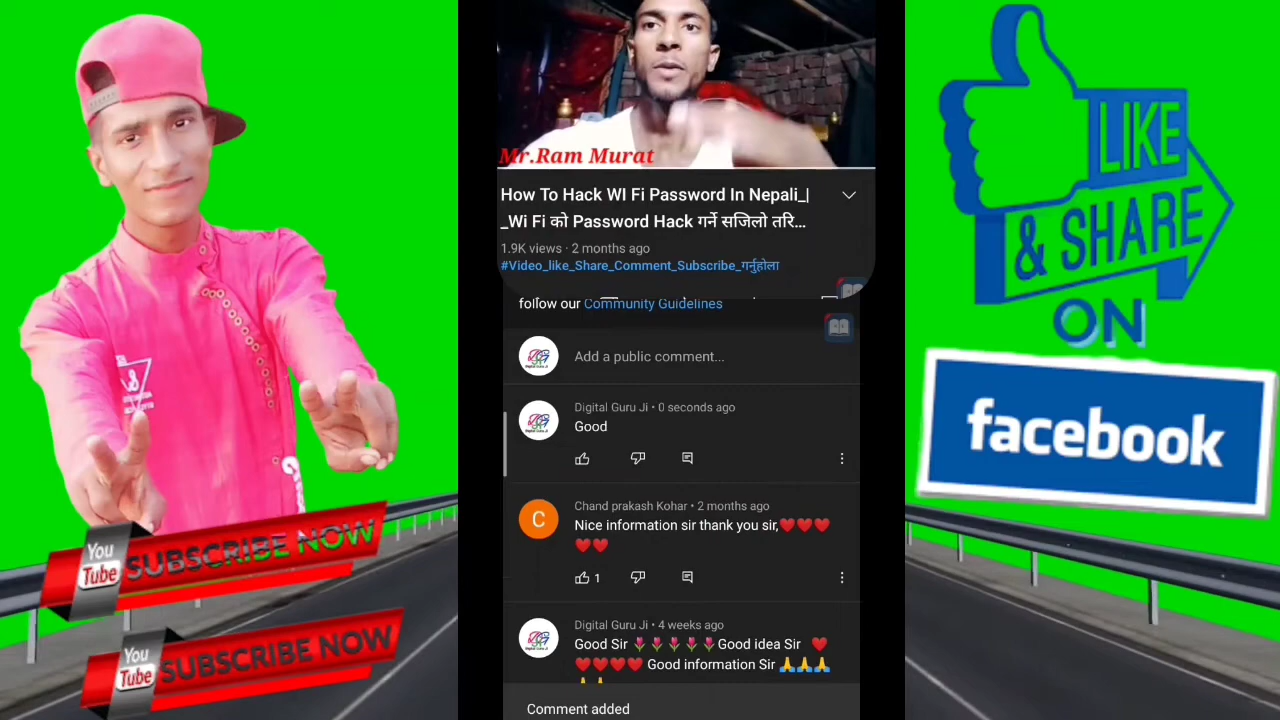 Mr.Ram Murat
How To Hack WI Fi Password In Nepali_|
_Wi Fi को Password Hack गर्ने सजिलो तरि...
1.9K views · 2 months ago
#Video_like_Share_Comment_Subscribe_गर्नुहोला
follow our Community Guidelines
Add a public comment...
Digital Guru Ji • 0 seconds ago
Good
C
Chand prakash Kohar • 2 months ago
Nice information sir thank you sir,❤️❤️❤️
❤️❤️
1
Digital Guru Ji • 4 weeks ago
Good Sir 🌷🌷🌷🌷🌷Good idea Sir ❤️
❤️❤️❤️❤️ Good information Sir 🙏🙏🙏
Comment added
You
Tube SUBSCRIBE NOW
You
Tube SUBSCRIBE NOW
LIKE
& SHARE
ON
facebook